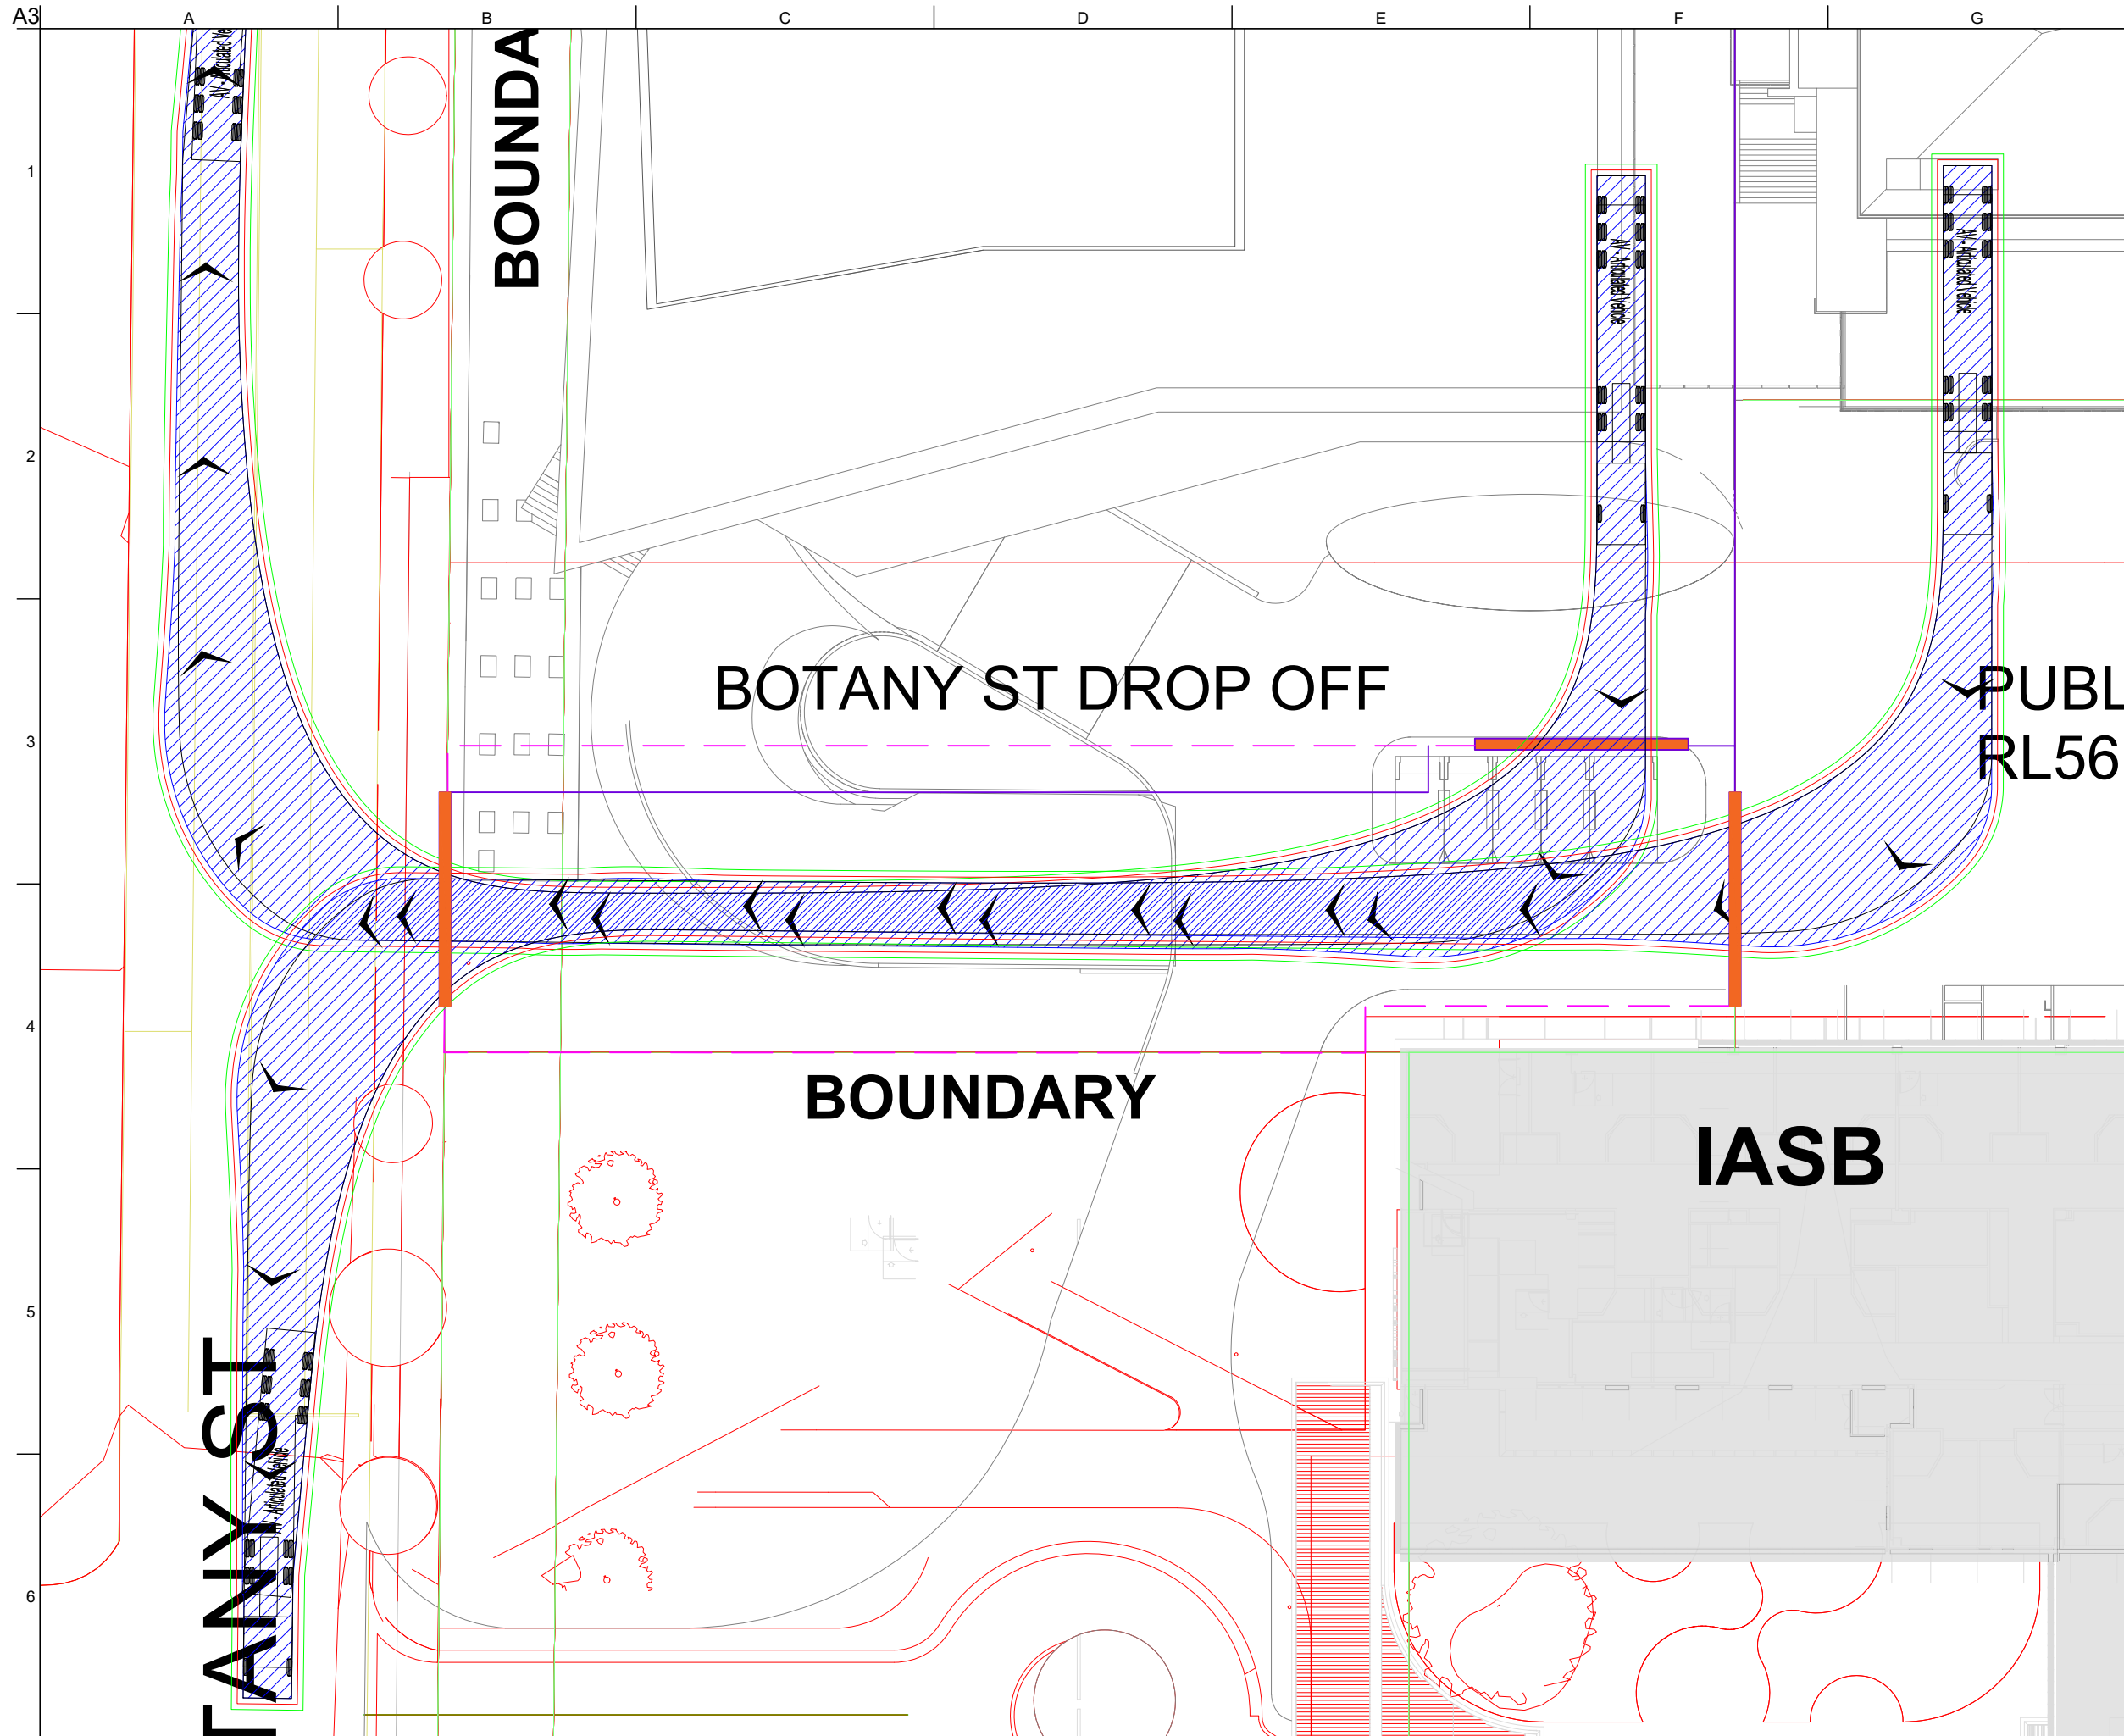 A3
A
B
C
D
E
F
G
1
2
3
4
5
6
BOUNDA
AV - Articulated Vehicle
AV - Articulated Vehicle
BOTANY ST DROP OFF
PUBL
RL56
BOUNDARY
IASB
TANY ST
AV - Articulated Vehicle
L